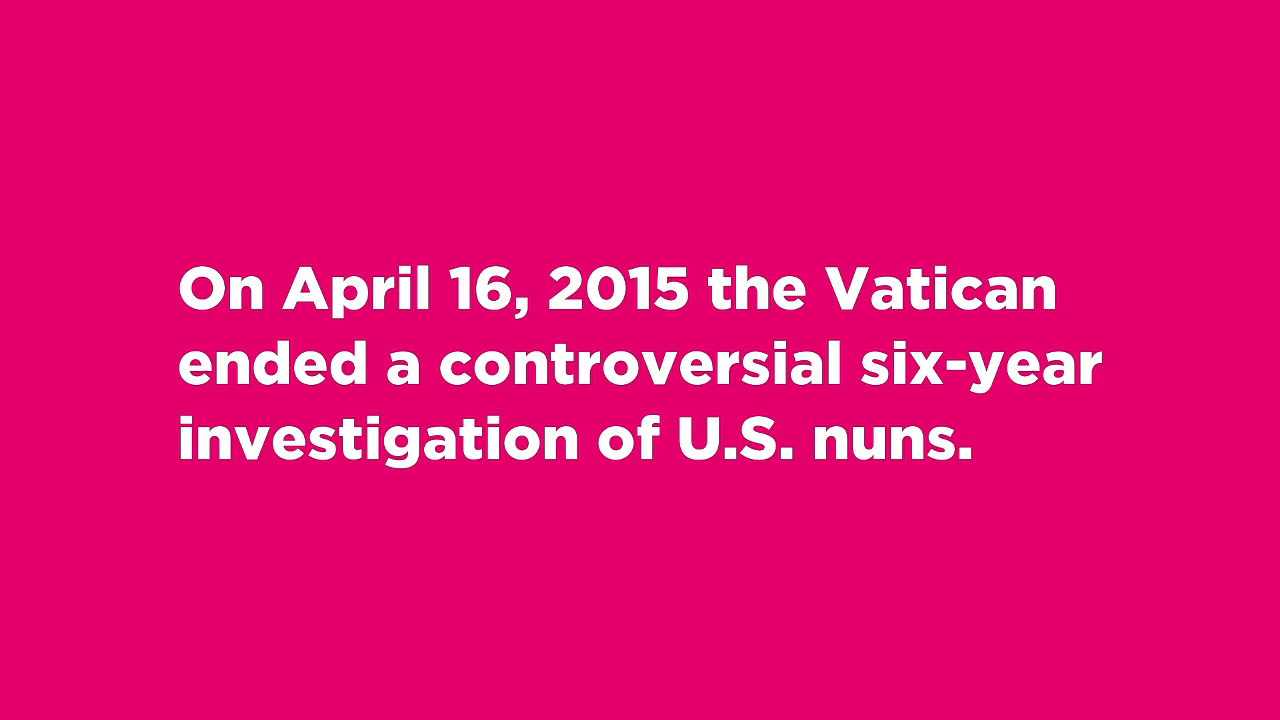 On April 16, 2015 the Vatican
ended a controversial six-year
investigation of U.S. nuns.